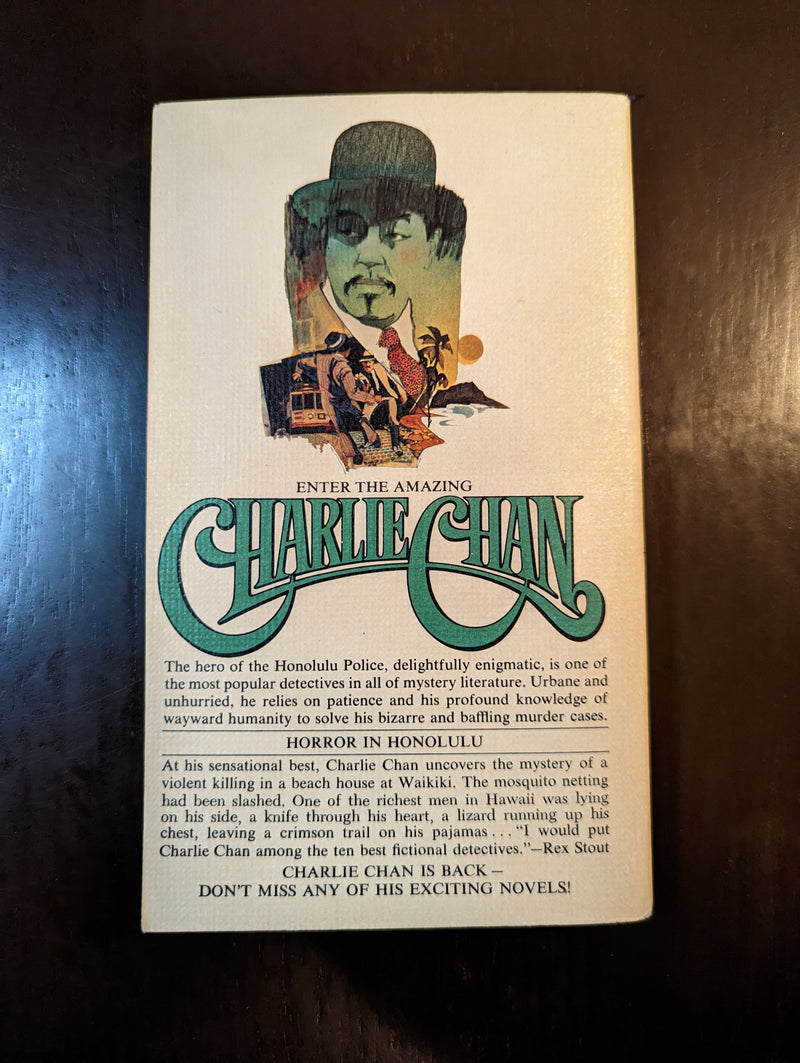 ENTER THE AMAZING
CHARLIE CHAN
The hero of the Honolulu Police, delightfully enigmatic, is one of
the most popular detectives in all of mystery literature. Urbane and
unhurried, he relies on patience and his profound knowledge of
wayward humanity to solve his bizarre and baffling murder cases.
HORROR IN HONOLULU
At his sensational best, Charlie Chan uncovers the mystery of a
violent killing in a beach house at Waikiki. The mosquito netting
had been slashed. One of the richest men in Hawaii was lying
on his side, a knife through his heart, a lizard running up his
chest, leaving a crimson trail on his pajamas... “I would put
Charlie Chan among the ten best fictional detectives.”—Rex Stout
CHARLIE CHAN IS BACK —
DON'T MISS ANY OF HIS EXCITING NOVELS!